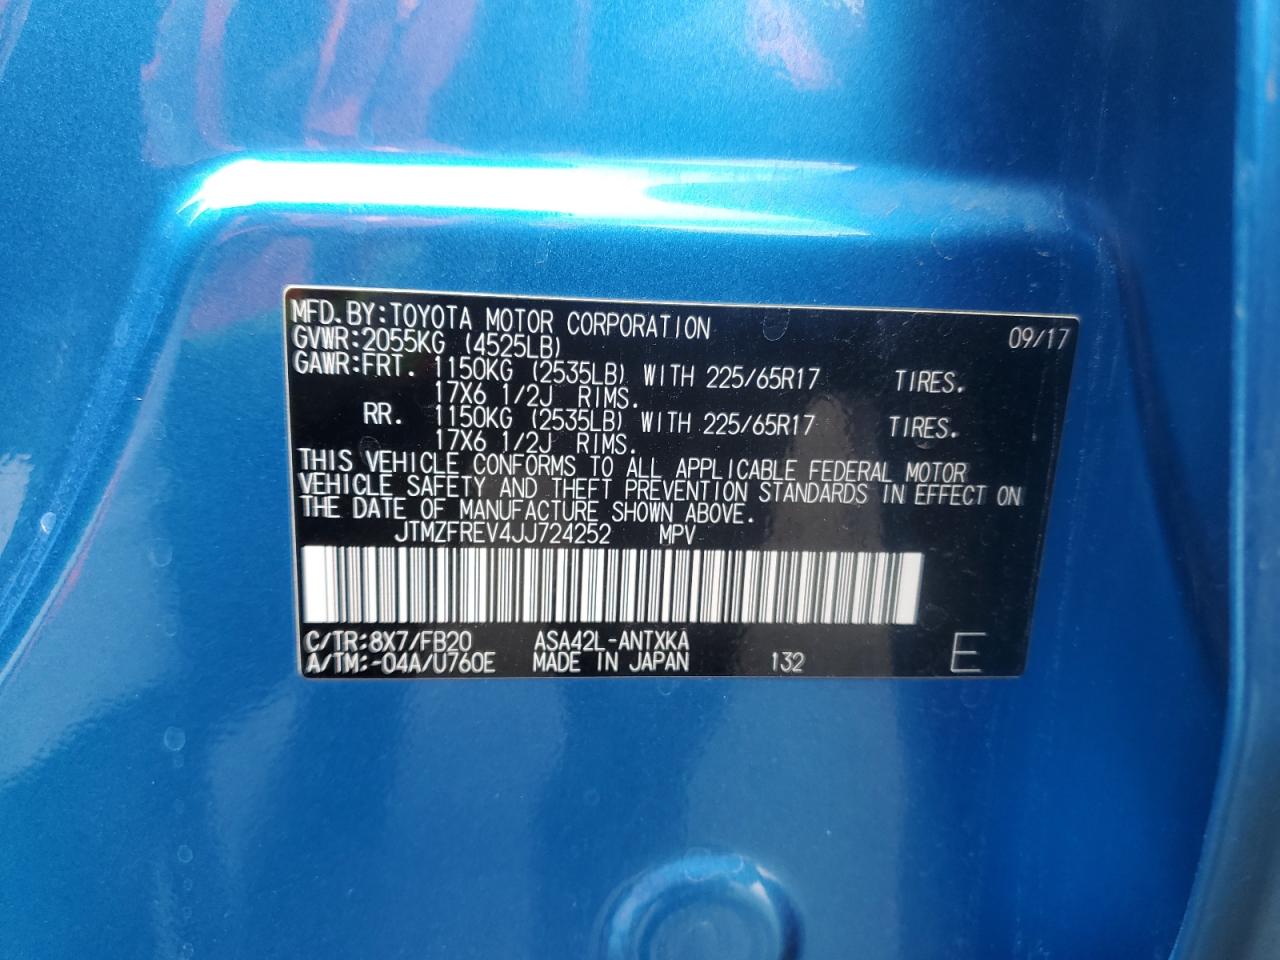 MFD. BY: TOYOTA MOTOR CORPORATION 09/17
GVWR: 2055KG (4525LB)
GAWR: FRT. 1150KG (2535LB) WITH 225/65R17 TIRES.
17X6 1/2J RIMS.
RR. 1150KG (2535LB) WITH 225/65R17 TIRES.
17X6 1/2J RIMS.
THIS VEHICLE CONFORMS TO ALL APPLICABLE FEDERAL MOTOR
VEHICLE SAFETY AND THEFT PREVENTION STANDARDS IN EFFECT ON
THE DATE OF MANUFACTURE SHOWN ABOVE.
JTMZFREV4JJ724252 MPV
C/TR: 8X7/FB20 ASA42L-ANTXKA
A/TM: -04A/U760E MADE IN JAPAN 132 E